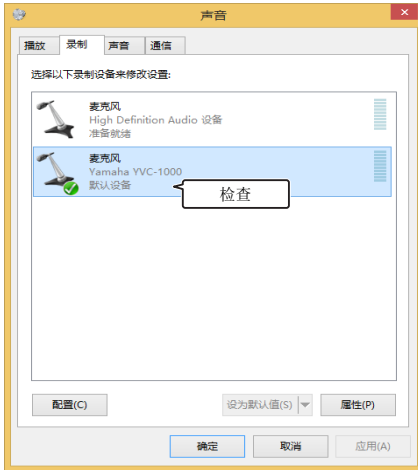 声音
播放 录制 声音 通信
选择以下录制设备来修改设置:
麦克风
High Definition Audio 设备
准备就绪
麦克风
Yamaha YVC-1000
默认设备
检查
配置(C) 设为默认值(S) 属性(P)
确定 取消 应用(A)